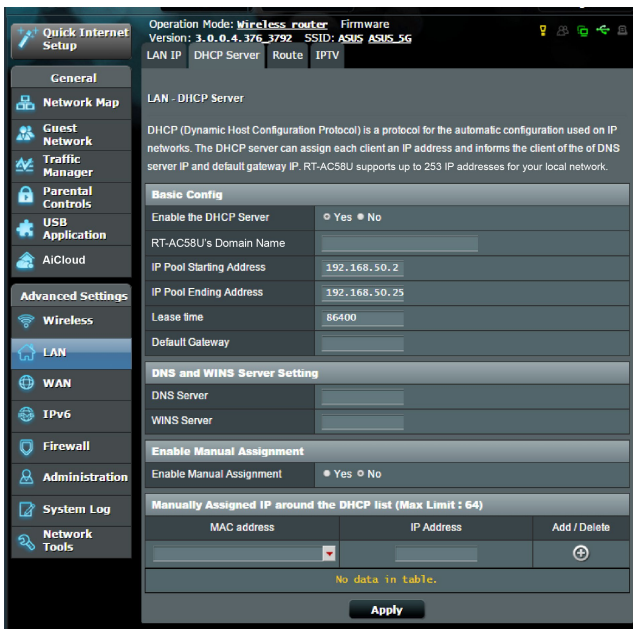 Quick Internet
Setup
Operation Mode: Wireless router Firmware
Version: 3.0.0.4.376_3792 SSID: ASUS ASUS_5G
LAN IP DHCP Server Route IPTV
General
Network Map
Guest
Network
Traffic
Manager
Parental
Controls
USB
Application
AiCloud
Advanced Settings
Wireless
LAN
WAN
IPv6
Firewall
Administration
System Log
Network
Tools
LAN - DHCP Server
DHCP (Dynamic Host Configuration Protocol) is a protocol for the automatic configuration used on IP
networks. The DHCP server can assign each client an IP address and informs the client of the of DNS
server IP and default gateway IP. RT-AC58U supports up to 253 IP addresses for your local network.
Basic Config
Enable the DHCP Server Yes No
RT-AC58U's Domain Name
IP Pool Starting Address 192.168.50.2
IP Pool Ending Address 192.168.50.25
Lease time 86400
Default Gateway
DNS and WINS Server Setting
DNS Server
WINS Server
Enable Manual Assignment
Enable Manual Assignment Yes No
Manually Assigned IP around the DHCP list (Max Limit : 64)
MAC address IP Address Add / Delete
No data in table.
Apply